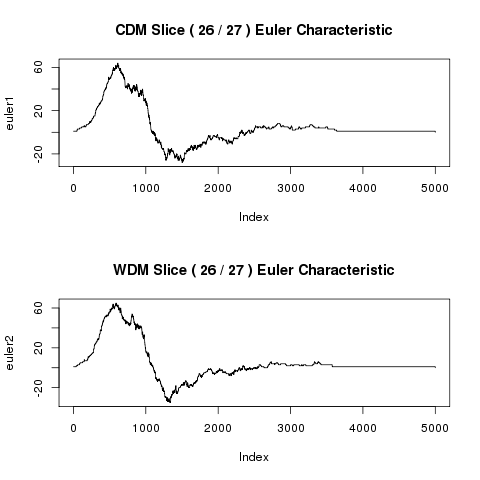 CDM Slice ( 26 / 27 ) Euler Characteristic
60
20
-20
euler1
0 1000 2000 3000 4000 5000
Index
WDM Slice ( 26 / 27 ) Euler Characteristic
60
20
-20
euler2
0 1000 2000 3000 4000 5000
Index